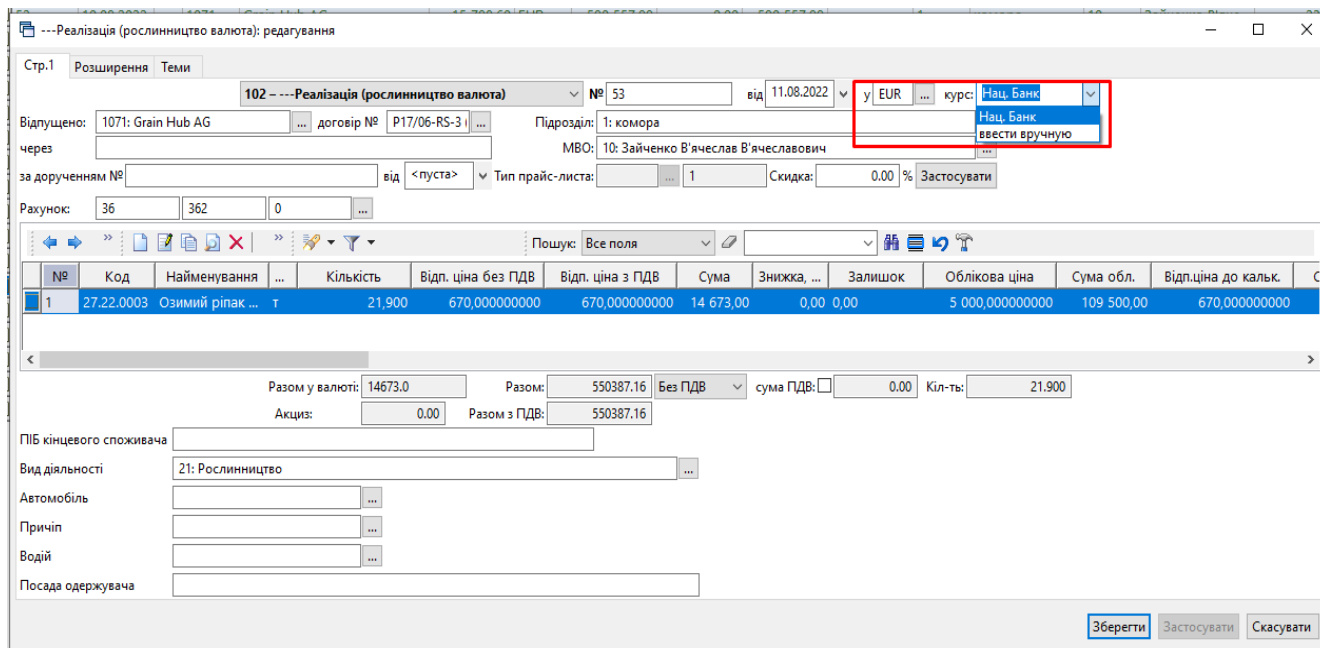 ---Реалізація (рослинництво валюта): редагування
Стр.1 Розширення Теми
102 – ---Реалізація (рослинництво валюта) № 53 від 11.08.2022 у EUR ... курс: Нац. Банк
Нац. Банк
ввести вручную
Відпущено: 1071: Grain Hub AG ... договір № P17/06-RS-3 ( ... Підрозділ: 1: комора
через МВО: 10: Зайченко В'ячеслав В'ячеславович ...
за дорученням № від <пуста> Тип прайс-листа: ... 1 Скидка: 0.00 % Застосувати
Рахунок: 36 362 0 ...
Пошук: Все поля
№ Код Найменування ... Кількість Відп. ціна без ПДВ Відп. ціна з ПДВ Сума Знижка, ... Залишок Облікова ціна Сума обл. Відп.ціна до кальк.
1 27.22.0003 Озимий ріпак ... т 21,900 670,000000000 670,000000000 14 673,00 0,00 0,00 5 000,000000000 109 500,00 670,000000000
Разом у валюті: 14673.0 Разом: 550387.16 Без ПДВ сума ПДВ: 0.00 Кіл-ть: 21.900
Акциз: 0.00 Разом з ПДВ: 550387.16
ПІБ кінцевого споживача
Вид діяльності 21: Рослинництво ...
Автомобіль ...
Причіп ...
Водій ...
Посада одержувача
Зберегти Застосувати Скасувати